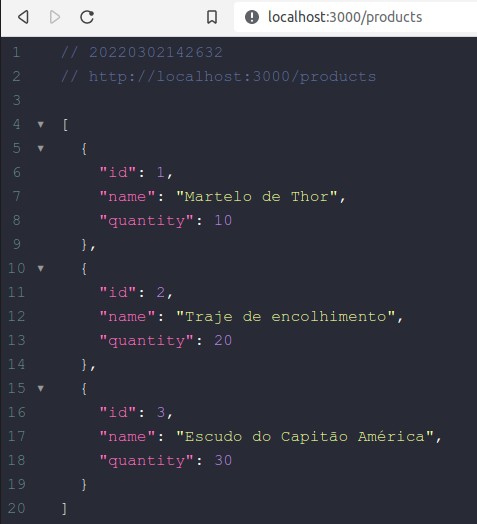 localhost:3000/products
1 // 20220302142632
2 // http://localhost:3000/products
3
4 [
5 {
6 "id": 1,
7 "name": "Martelo de Thor",
8 "quantity": 10
9 },
10 {
11 "id": 2,
12 "name": "Traje de encolhimento",
13 "quantity": 20
14 },
15 {
16 "id": 3,
17 "name": "Escudo do Capitão América",
18 "quantity": 30
19 }
20 ]